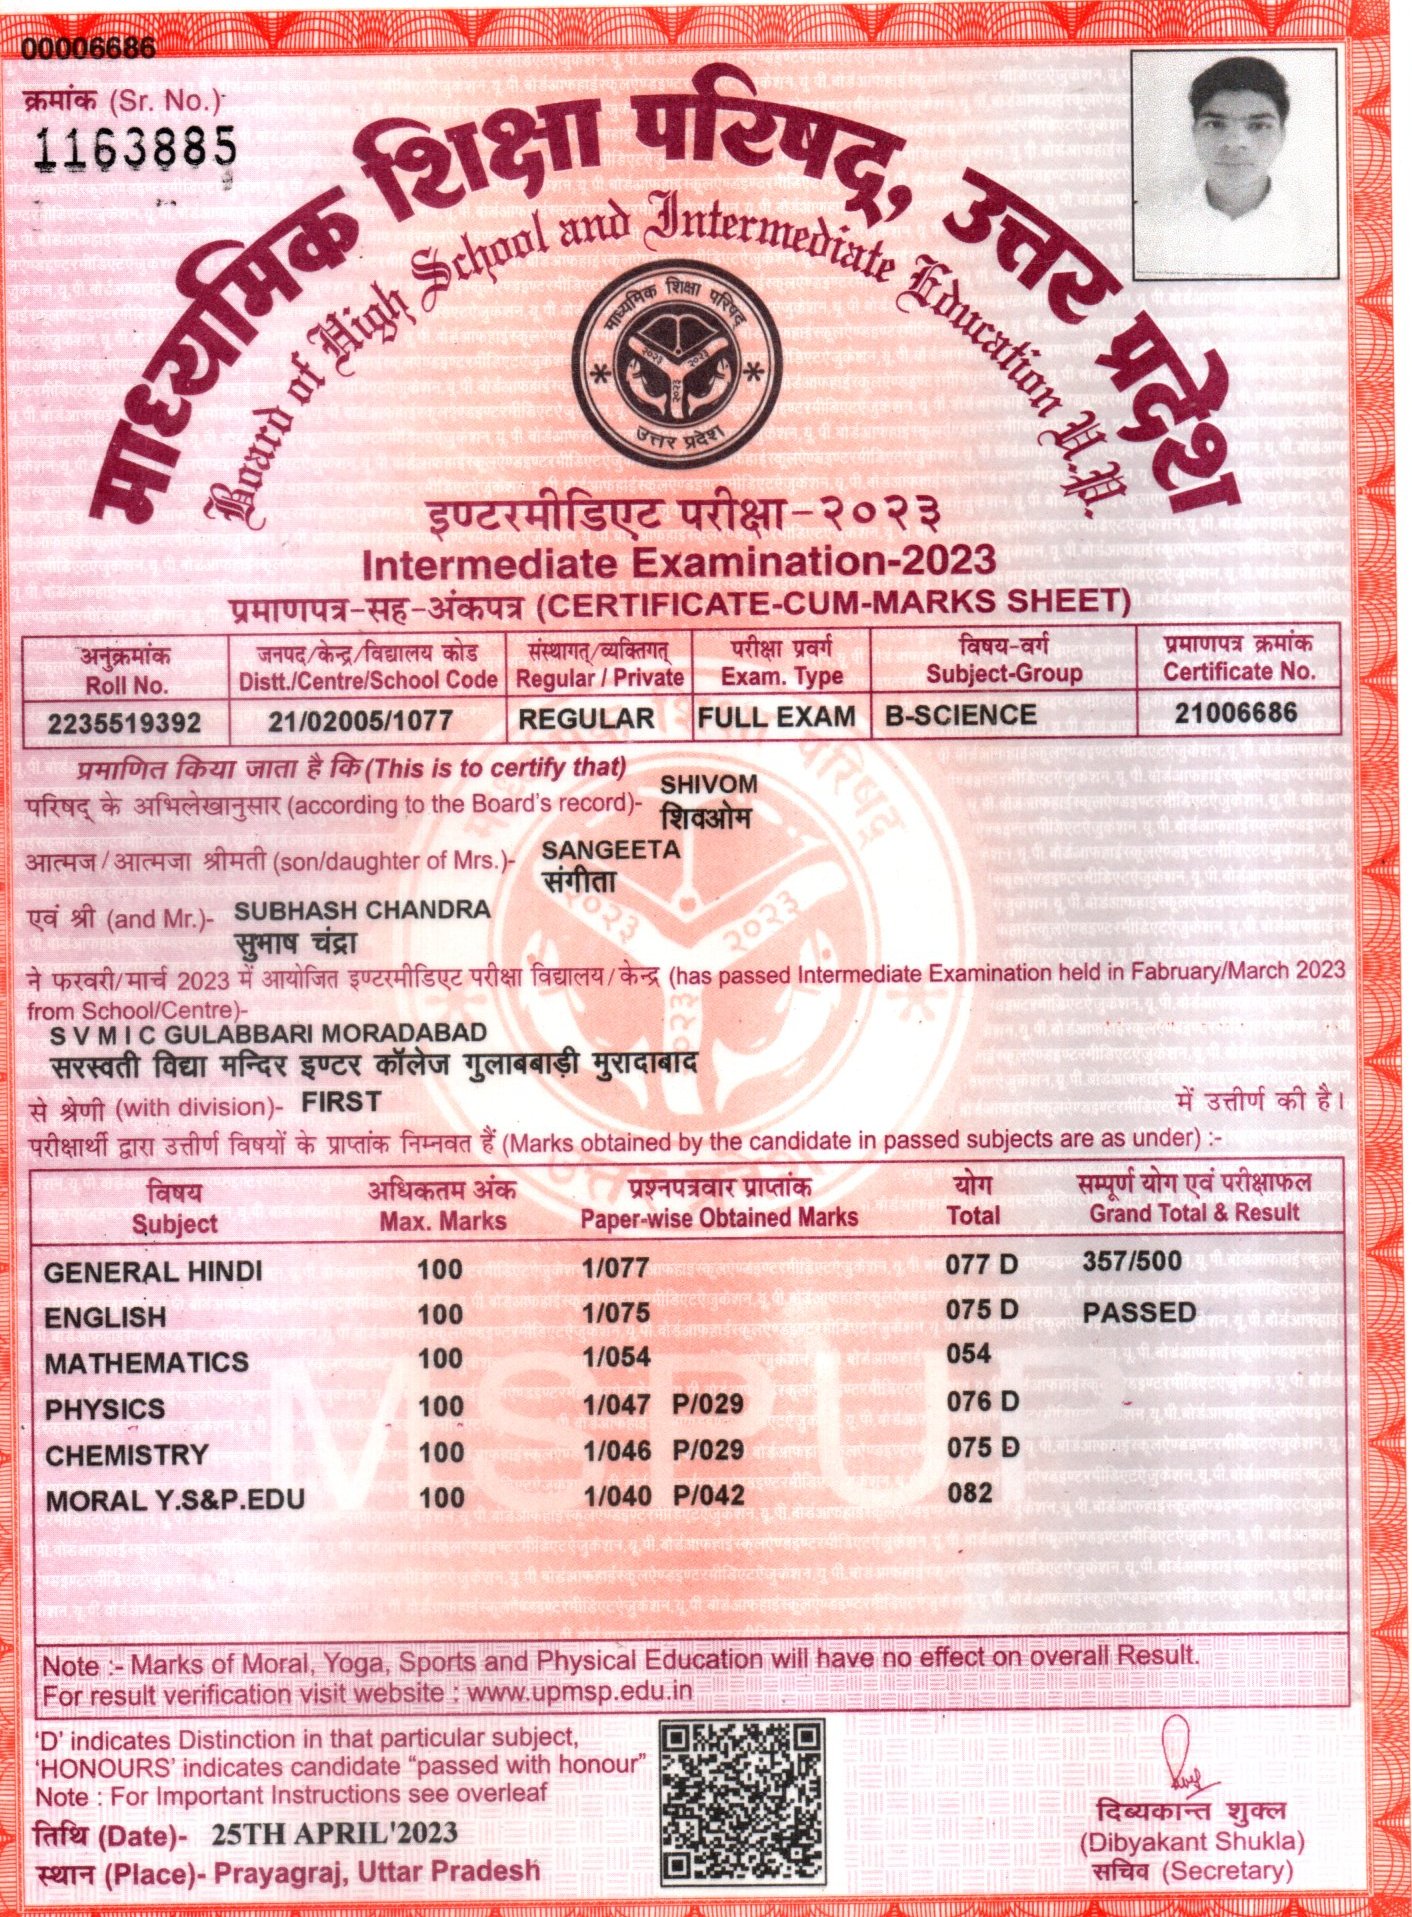 00006686
क्रमांक (Sr. No.)-
1163885
माध्यमिक शिक्षा परिषद्, उत्तर प्रदेश
Board of High School and Intermediate Education U.P.
माध्यमिक शिक्षा परिषद
२०२३ २०२३
२०२३
उत्तर प्रदेश
इण्टरमीडिएट परीक्षा-२०२३
Intermediate Examination-2023
प्रमाणपत्र-सह-अंकपत्र (CERTIFICATE-CUM-MARKS SHEET)
अनुक्रमांक जनपद/केन्द्र/विद्यालय कोड संस्थागत्/व्यक्तिगत् परीक्षा प्रवर्ग विषय-वर्ग प्रमाणपत्र क्रमांक
Roll No. Distt./Centre/School Code Regular / Private Exam. Type Subject-Group Certificate No.
2235519392 21/02005/1077 REGULAR FULL EXAM B-SCIENCE 21006686
प्रमाणित किया जाता है कि (This is to certify that)
SHIVOM
परिषद् के अभिलेखानुसार (according to the Board's record)-
शिवओम
SANGEETA
आत्मज/आत्मजा श्रीमती (son/daughter of Mrs.)-
संगीता
एवं श्री (and Mr.)- SUBHASH CHANDRA
सुभाष चंद्रा
ने फरवरी/मार्च 2023 में आयोजित इण्टरमीडिएट परीक्षा विद्यालय/केन्द्र (has passed Intermediate Examination held in Fabruary/March 2023
from School/Centre)-
S V M I C GULABBARI MORADABAD
सरस्वती विद्या मन्दिर इण्टर कॉलेज गुलाबबाड़ी मुरादाबाद
से श्रेणी (with division)- FIRST में उत्तीर्ण की है।
परीक्षार्थी द्वारा उत्तीर्ण विषयों के प्राप्तांक निम्नवत हैं (Marks obtained by the candidate in passed subjects are as under) :-
विषय अधिकतम अंक प्रश्नपत्रवार प्राप्तांक योग सम्पूर्ण योग एवं परीक्षाफल
Subject Max. Marks Paper-wise Obtained Marks Total Grand Total & Result
GENERAL HINDI 100 1/077 077 D 357/500
ENGLISH 100 1/075 075 D PASSED
MATHEMATICS 100 1/054 054
PHYSICS 100 1/047 P/029 076 D
CHEMISTRY 100 1/046 P/029 075 D
MORAL Y.S&P.EDU 100 1/040 P/042 082
MSPUP
Note :- Marks of Moral, Yoga, Sports and Physical Education will have no effect on overall Result.
For result verification visit website : www.upmsp.edu.in
'D' indicates Distinction in that particular subject,
'HONOURS' indicates candidate "passed with honour"
Note : For Important Instructions see overleaf
तिथि (Date)- 25TH APRIL'2023
स्थान (Place)- Prayagraj, Uttar Pradesh
दिब्यकान्त शुक्ल
(Dibyakant Shukla)
सचिव (Secretary)